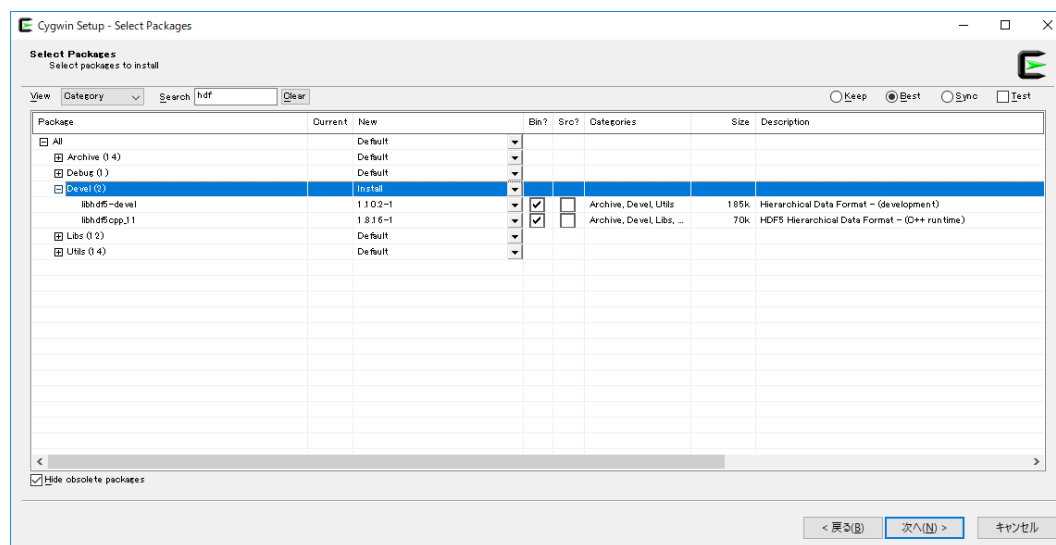 Cygwin Setup - Select Packages
Select Packages
Select packages to install
View Category Search hdf Clear Keep Best Sync Test
Package Current New Bin? Src? Categories Size Description
All Default
Archive (14) Default
Debug (1) Default
Devel (2) Install
libhdf5-devel 1.10.2-1 Archive, Devel, Utils 185k Hierarchical Data Format - (development)
libhdf5cpp_11 1.8.16-1 Archive, Devel, Libs, ... 70k HDF5 Hierarchical Data Format - (C++ runtime)
Libs (12) Default
Utils (14) Default
Hide obsolete packages
< 戻る(B) 次へ(N) > キャンセル